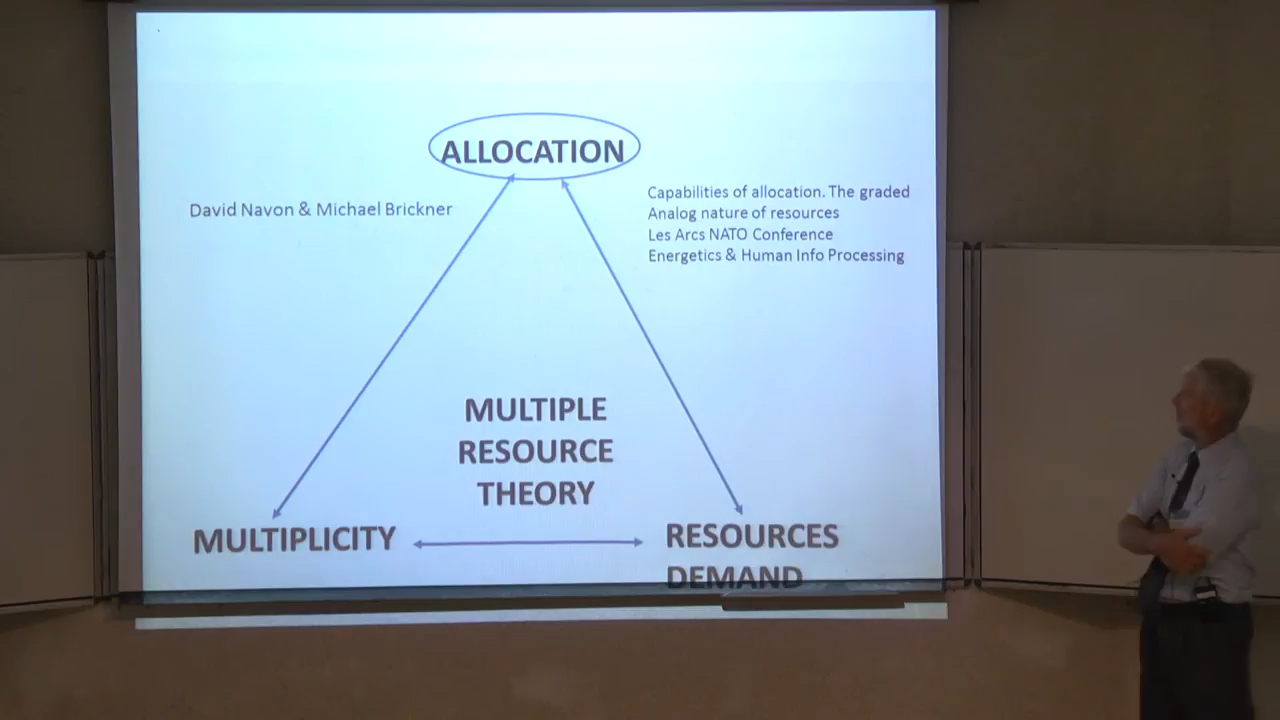 ALLOCATION
David Navon & Michael Brickner
Capabilities of allocation. The graded
Analog nature of resources
Les Arcs NATO Conference
Energetics & Human Info Processing
MULTIPLE
RESOURCE
THEORY
MULTIPLICITY
RESOURCES
DEMAND